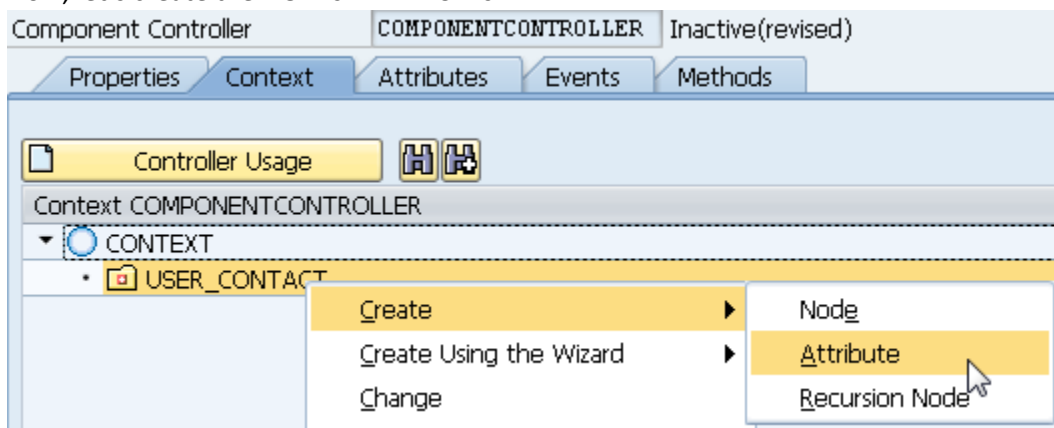 Component Controller COMPONENTCONTROLLER Inactive(revised)
Properties Context Attributes Events Methods
Controller Usage
Context COMPONENTCONTROLLER
CONTEXT
USER_CONTACT
Create Node
Create Using the Wizard Attribute
Change Recursion Node